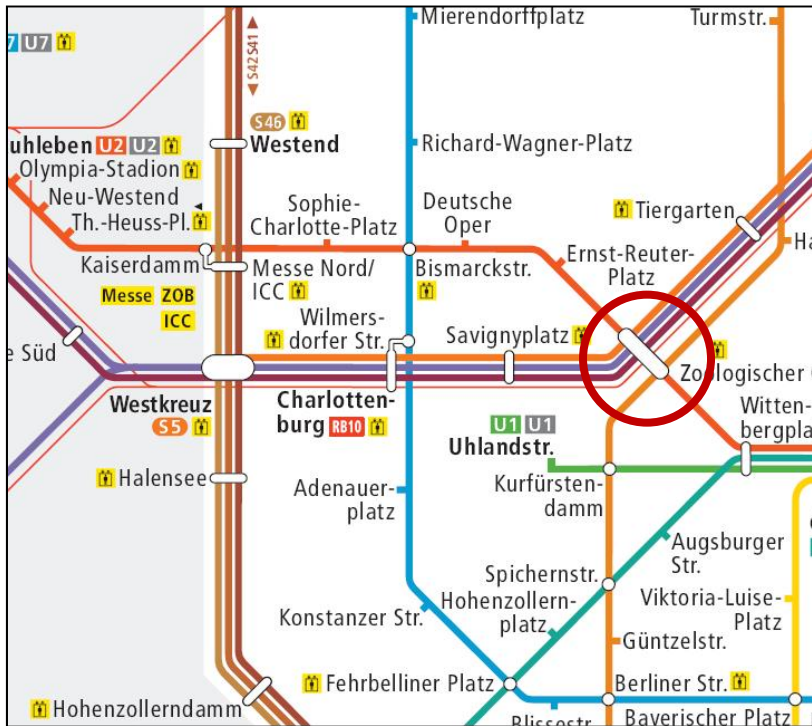 Mierendorffplatz
Turmstr.
7 U7
S42 S41
S46
Westend
uhleben U2 U2
Olympia-Stadion
Neu-Westend
Th.-Heuss-Pl.
Richard-Wagner-Platz
Sophie-
Charlotte-Platz
Deutsche
Oper
Tiergarten
Kaiserdamm
Messe Nord/
ICC
Bismarckstr.
Ernst-Reuter-
Platz
Ha
Messe ZOB
ICC
Wilmers-
dorfer Str.
Savignyplatz
e Süd
Zoologischer
Westkreuz
S5
Charlotten-
burg RB10
Witten-
bergpla
U1 U1
Uhlandstr.
Halensee
Adenauer-
platz
Kurfürsten-
damm
Augsburger
Str.
Spichernstr.
Hohenzollern-
platz
Viktoria-Luise-
Platz
Konstanzer Str.
Güntzelstr.
Fehrbelliner Platz
Berliner Str.
Hohenzollerndamm
Blissestr.
Bayerischer Platz